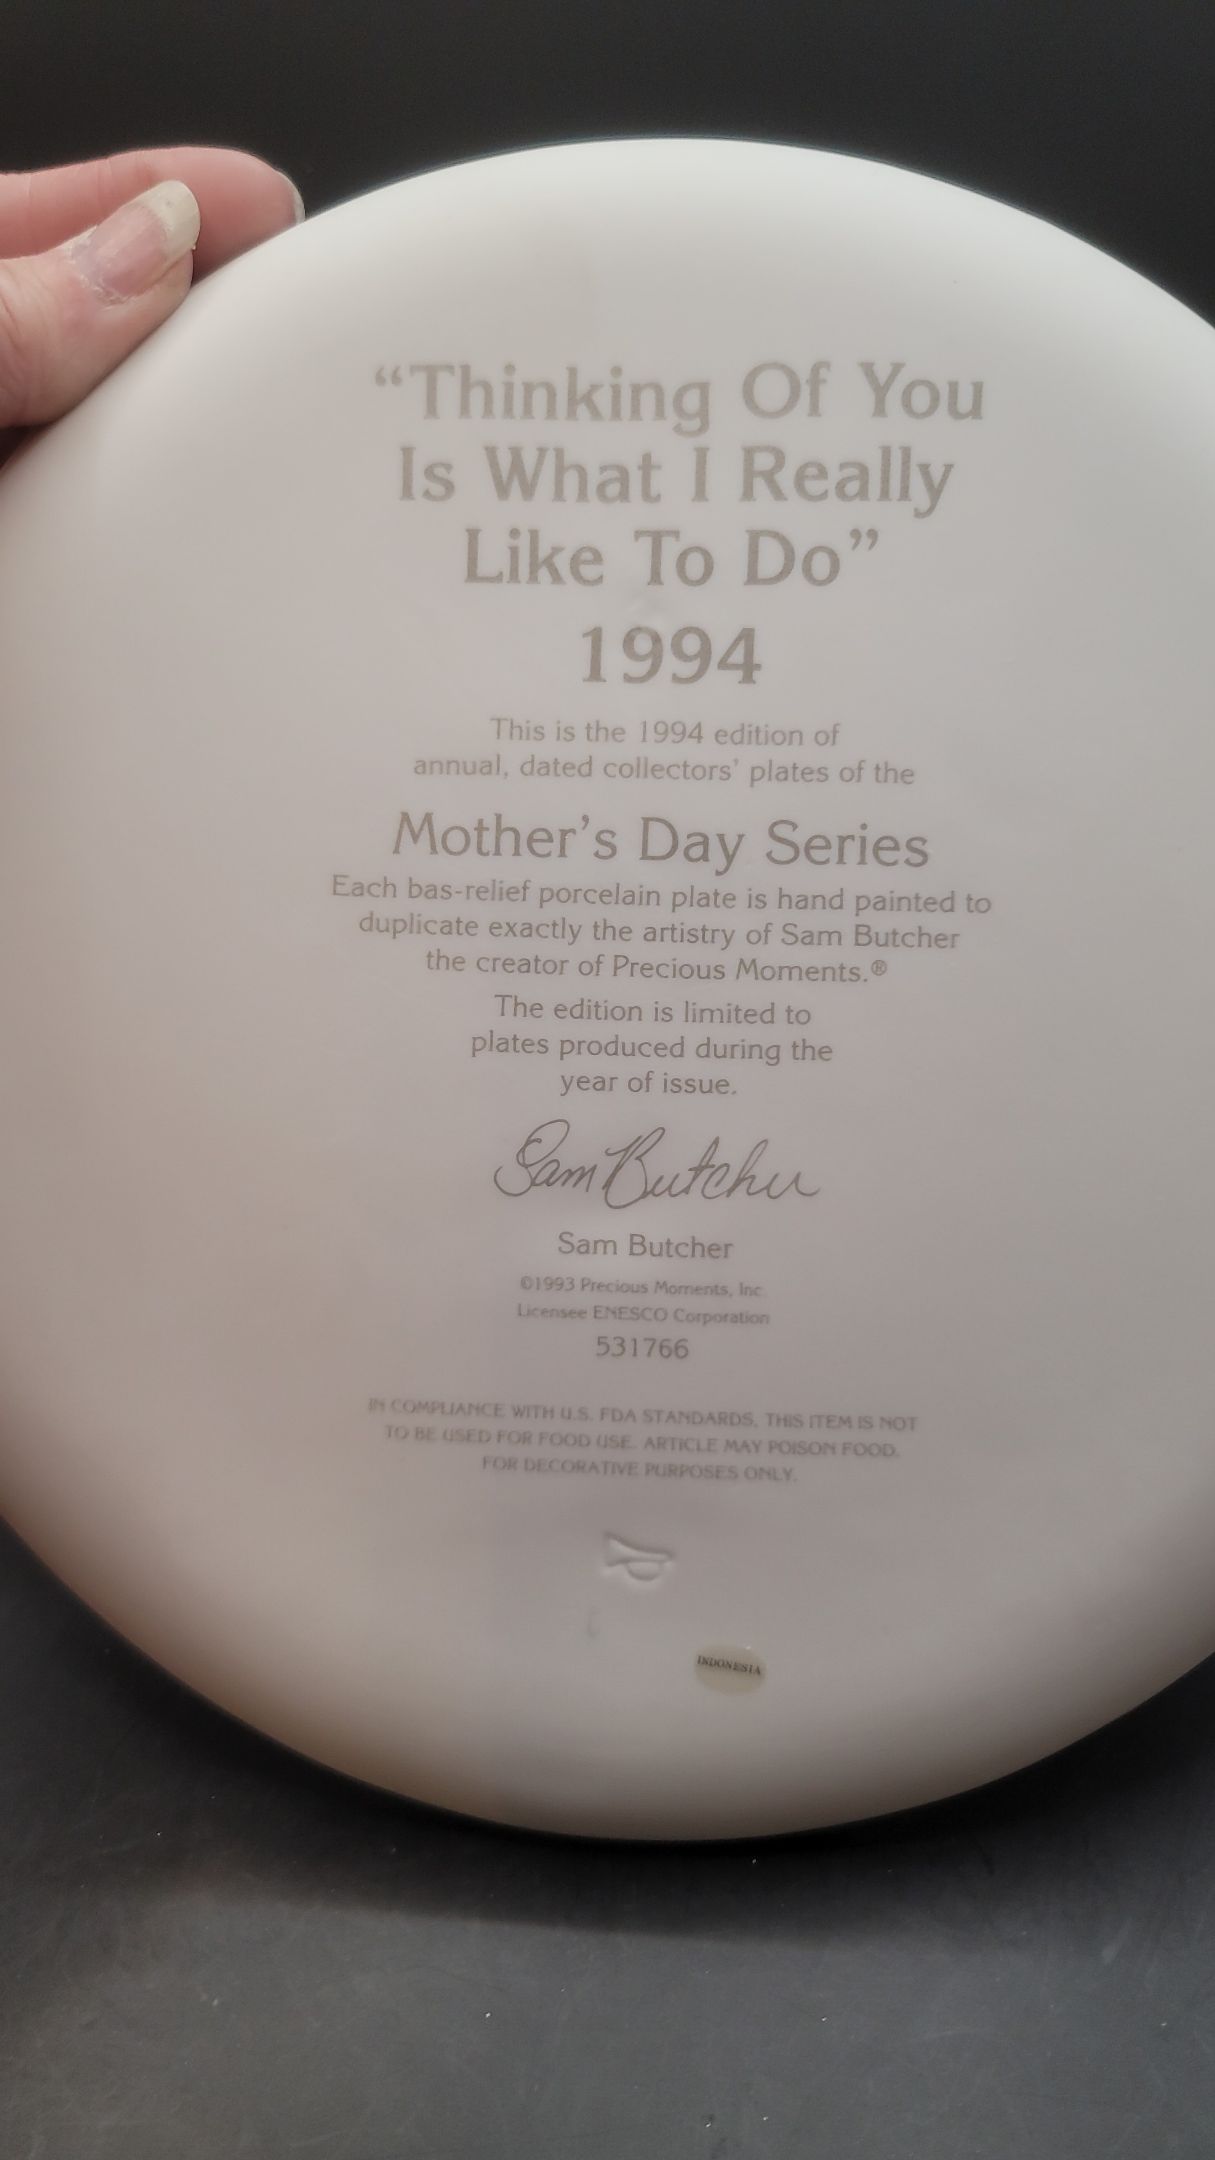 “Thinking Of You
Is What I Really
Like To Do”
1994
This is the 1994 edition of
annual, dated collectors’ plates of the
Mother’s Day Series
Each bas-relief porcelain plate is hand painted to
duplicate exactly the artistry of Sam Butcher
the creator of Precious Moments.®
The edition is limited to
plates produced during the
year of issue.
Sam Butcher
Sam Butcher
©1993 Precious Moments, Inc.
Licensee ENESCO Corporation
531766
IN COMPLIANCE WITH U.S. FDA STANDARDS, THIS ITEM IS NOT
TO BE USED FOR FOOD USE. ARTICLE MAY POISON FOOD.
FOR DECORATIVE PURPOSES ONLY.
INDONESIA